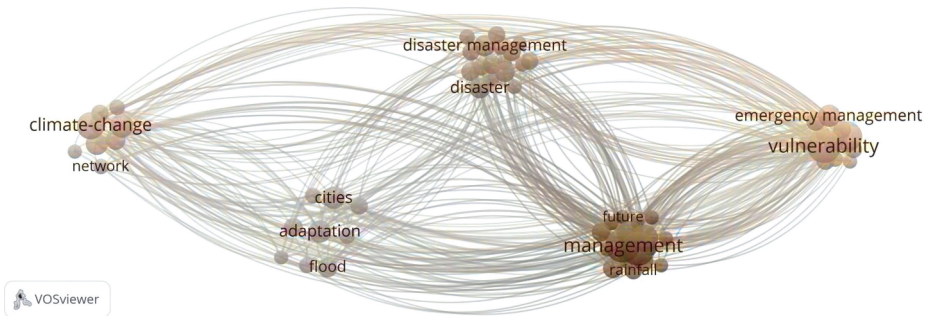 disaster management
disaster
climate-change
network
emergency management
vulnerability
cities
adaptation
flood
future
management
rainfall
VOSviewer